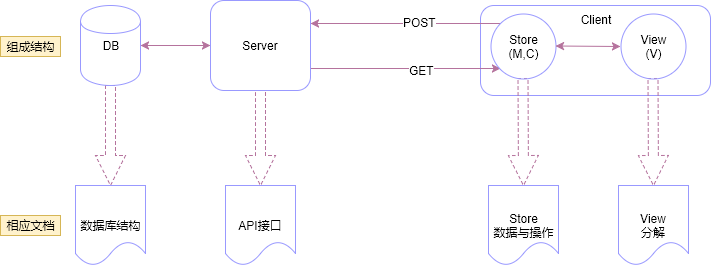 组成结构
DB
Server
POST
GET
Client
Store
(M,C)
View
(V)
相应文档
数据库结构
API接口
Store
数据与操作
View
分解